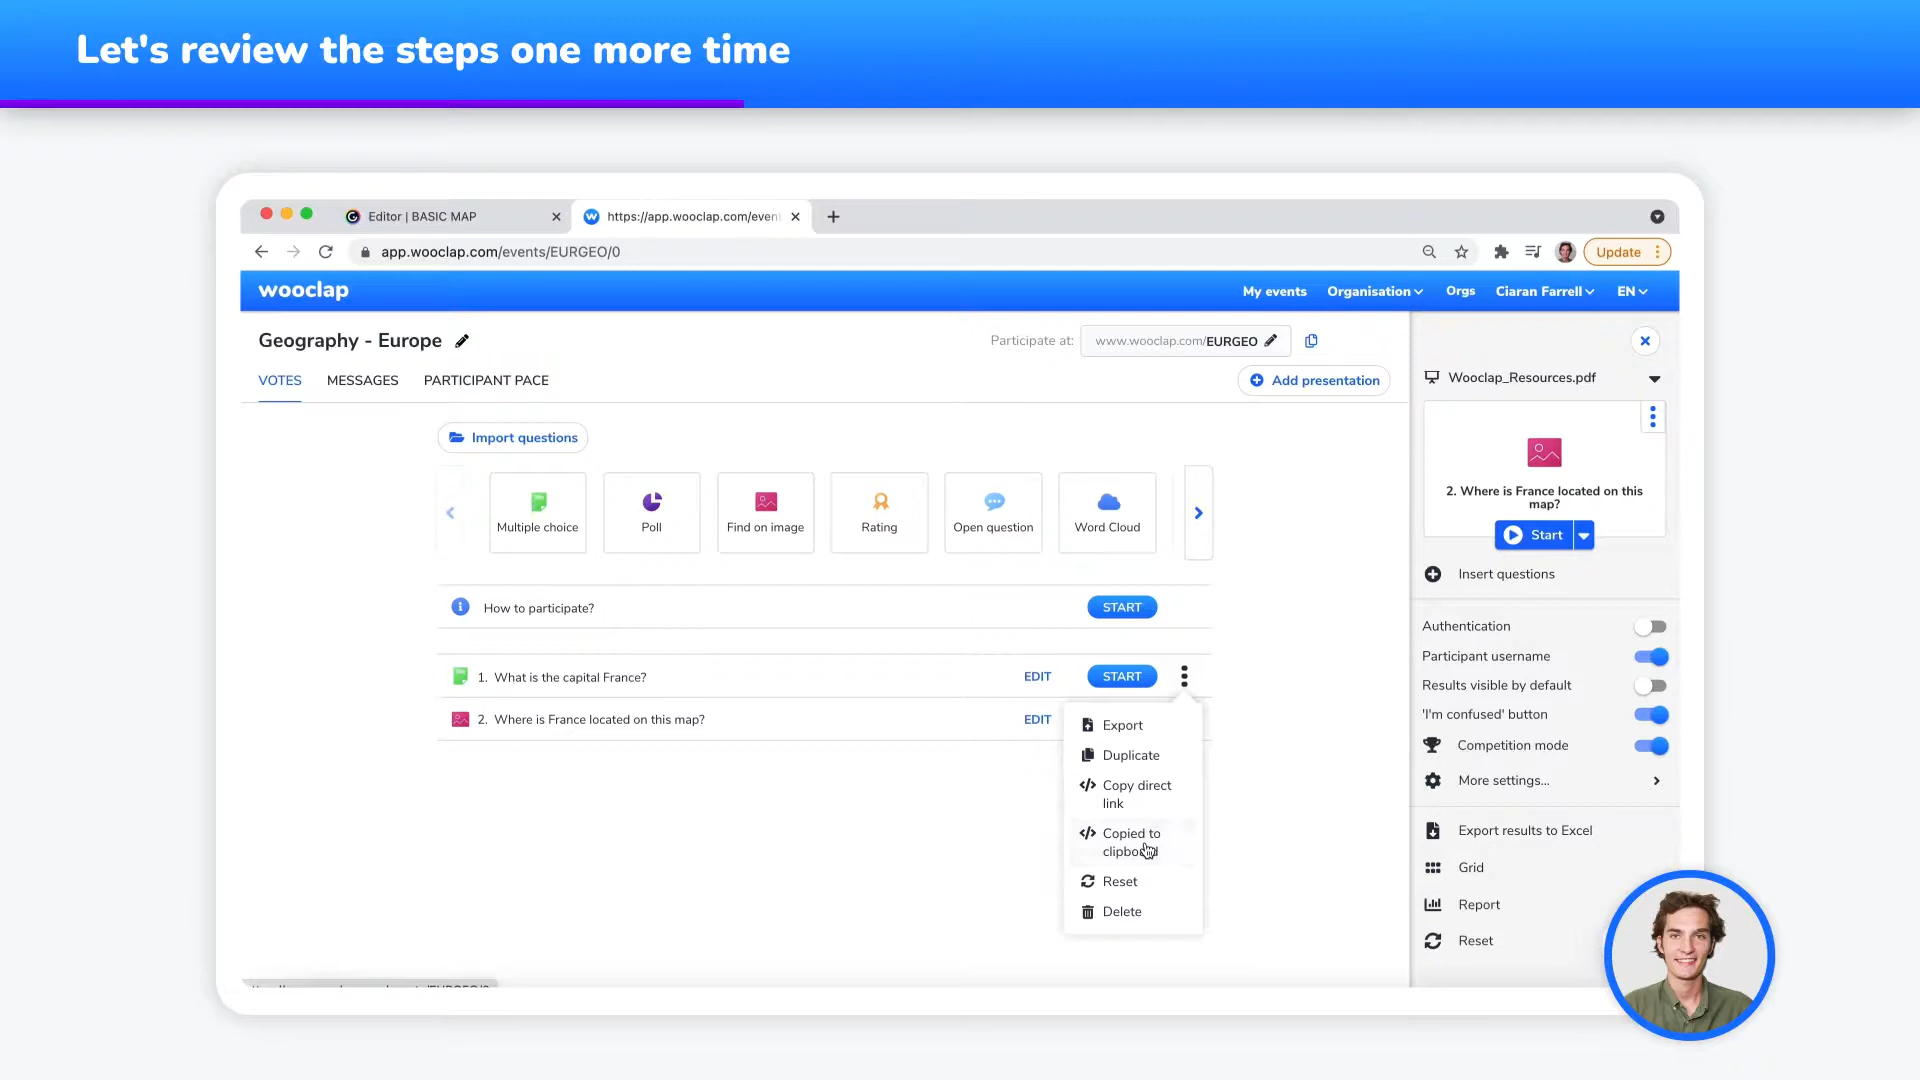 Let's review the steps one more time
Editor | BASIC MAP
https://app.wooclap.com/even
app.wooclap.com/events/EURGEO/0
Update
wooclap
My events
Organisation
Orgs
Ciaran Farrell
EN
Geography - Europe
Participate at:
www.wooclap.com/EURGEO
VOTES
MESSAGES
PARTICIPANT PACE
Add presentation
Import questions
Multiple choice
Poll
Find on image
Rating
Open question
Word Cloud
How to participate?
START
1. What is the capital France?
EDIT
START
2. Where is France located on this map?
EDIT
Export
Duplicate
Copy direct
link
Copied to
clipboard
Reset
Delete
Wooclap_Resources.pdf
2. Where is France located on this
map?
Start
Insert questions
Authentication
Participant username
Results visible by default
'I'm confused' button
Competition mode
More settings...
Export results to Excel
Grid
Report
Reset